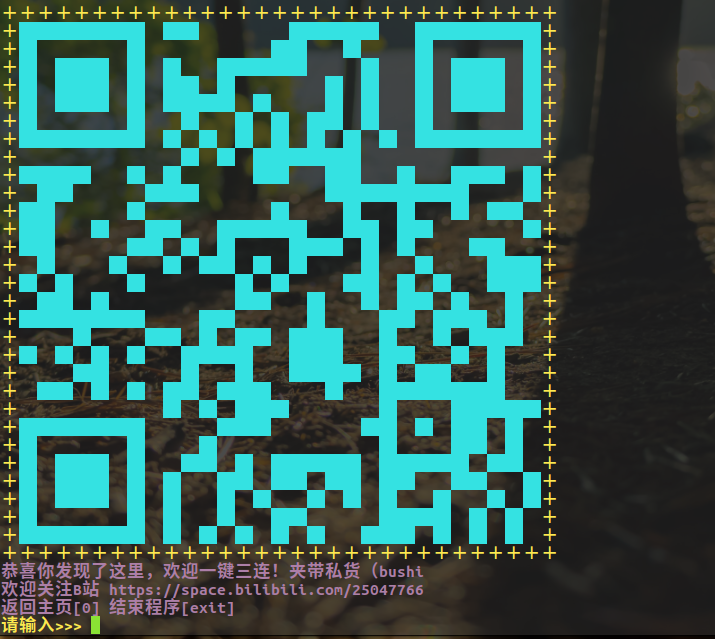 恭喜你发现了这里，欢迎一键三连！夹带私货（bushi
欢迎关注B站 https://space.bilibili.com/25047766
返回主页[0] 结束程序[exit]
请输入>>>